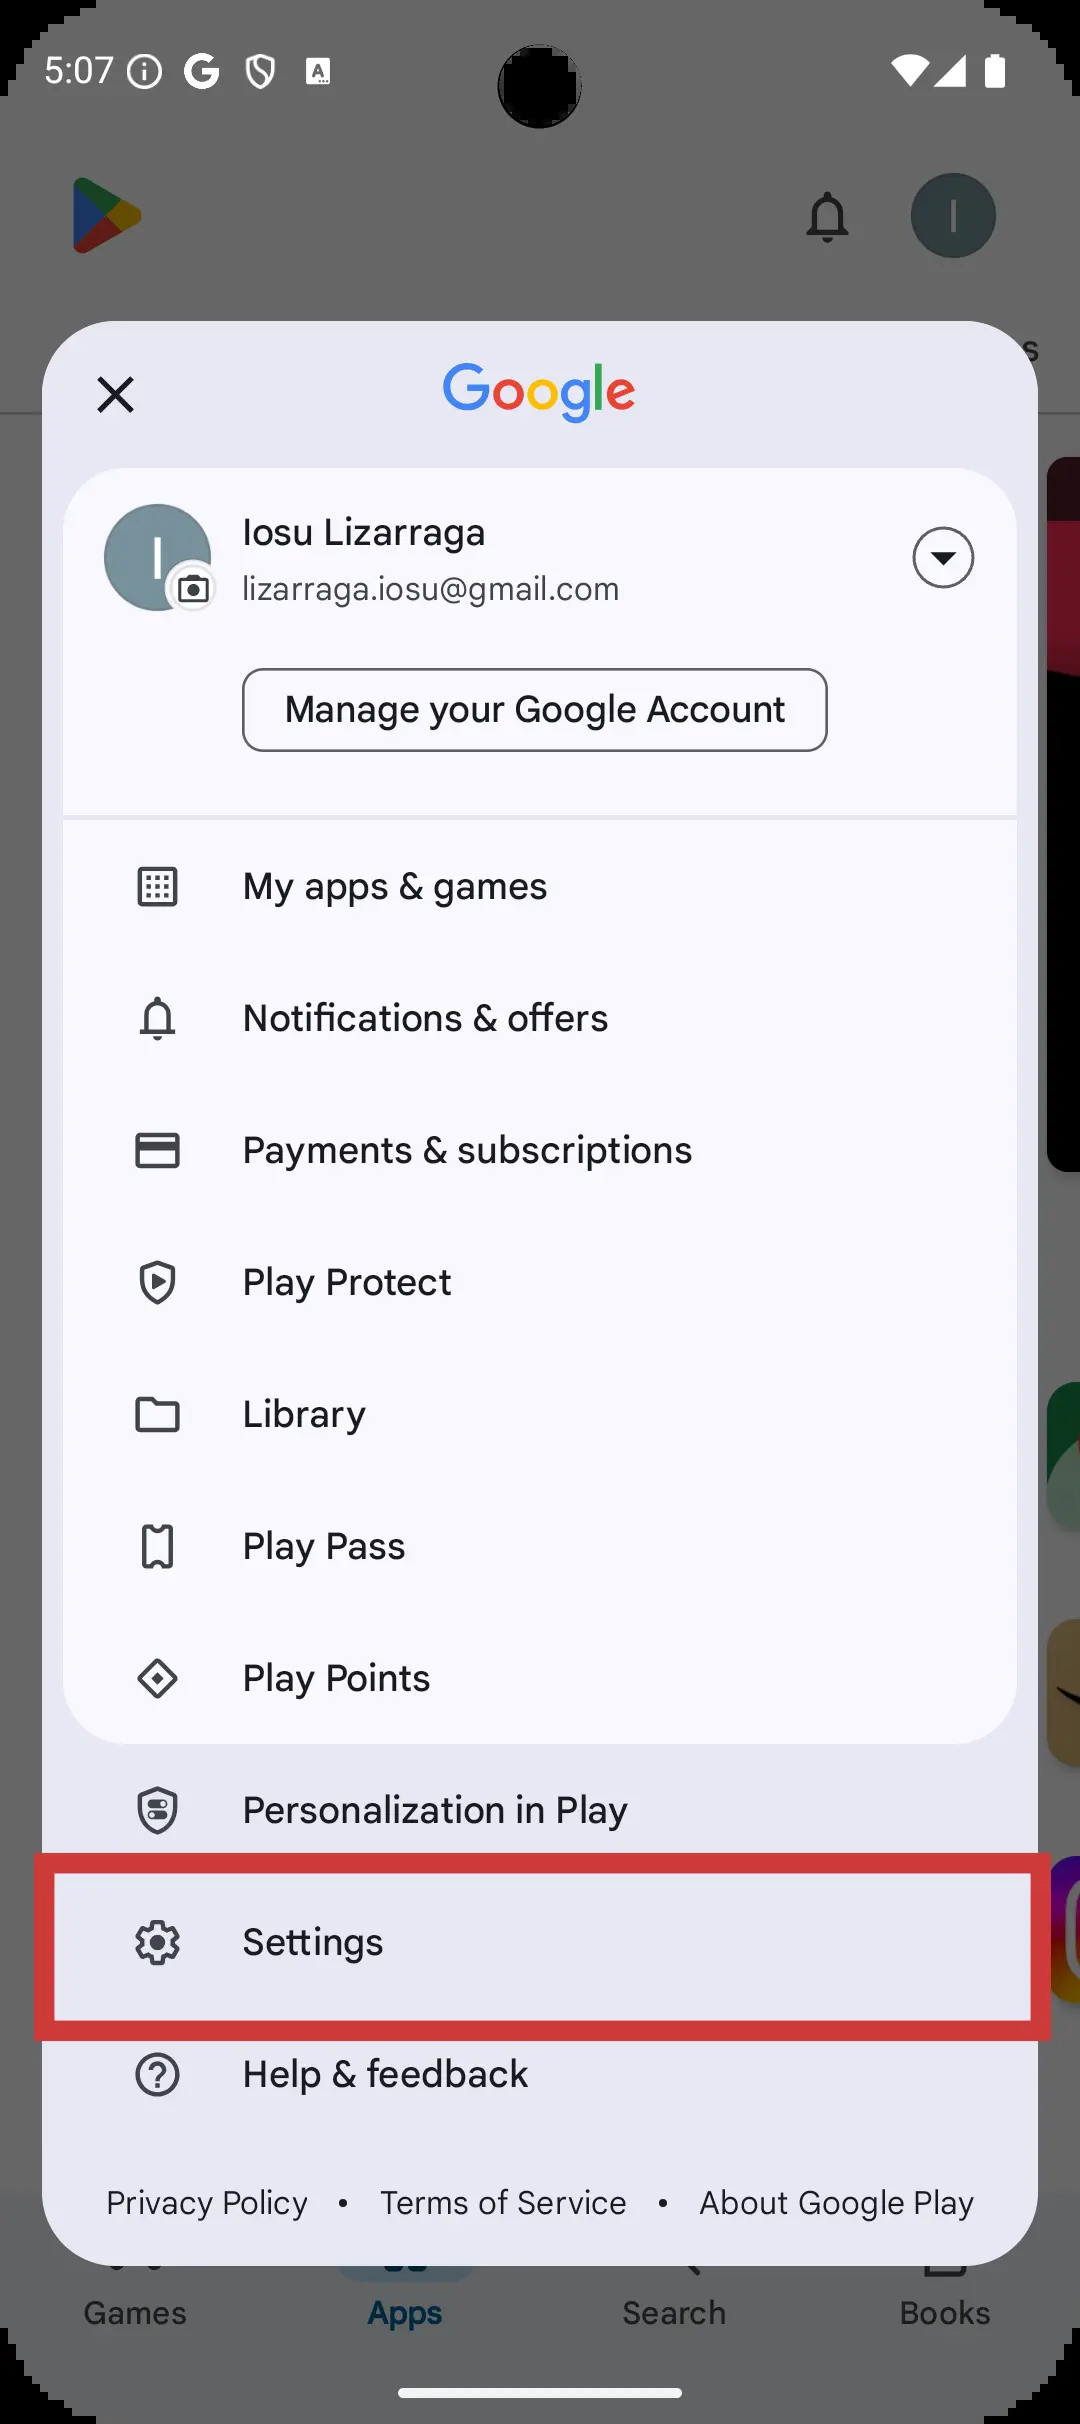 5:07
s
Google
Iosu Lizarraga
lizarraga.iosu@gmail.com
Manage your Google Account
My apps & games
Notifications & offers
Payments & subscriptions
Play Protect
Library
Play Pass
Play Points
Personalization in Play
Settings
Help & feedback
Privacy Policy • Terms of Service • About Google Play
Games Apps Search Books